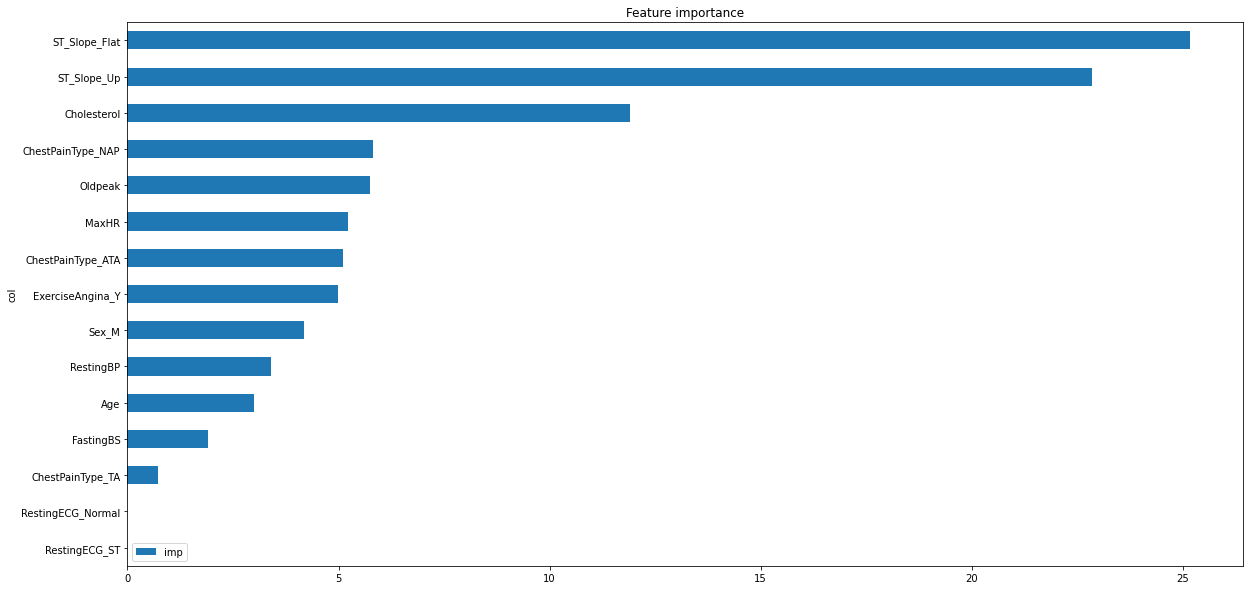 Feature importance
ST_Slope_Flat
ST_Slope_Up
Cholesterol
ChestPainType_NAP
Oldpeak
MaxHR
ChestPainType_ATA
ExerciseAngina_Y
col
Sex_M
RestingBP
Age
FastingBS
ChestPainType_TA
RestingECG_Normal
RestingECG_ST
imp
0 5 10 15 20 25